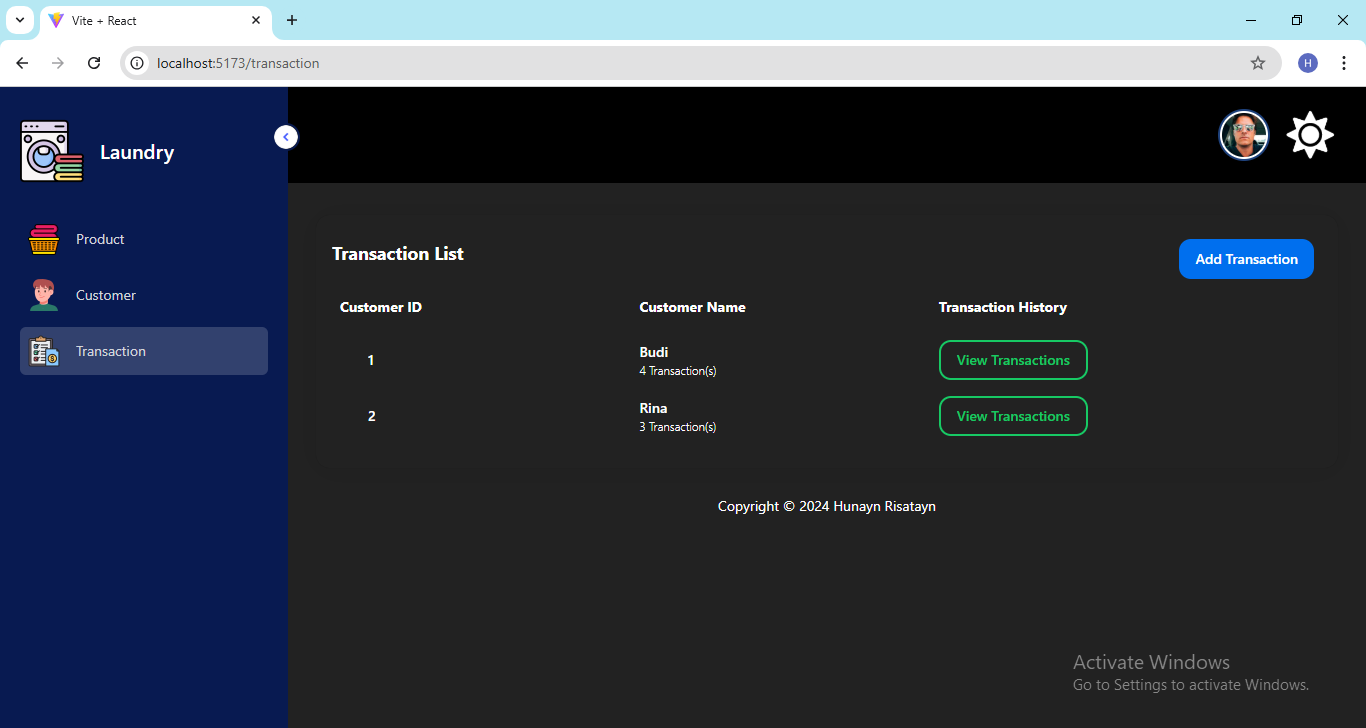 Vite + React
localhost:5173/transaction
H
Laundry
Product
Customer
Transaction
Transaction List
Add Transaction
Customer ID Customer Name Transaction History
1 Budi View Transactions
4 Transaction(s)
2 Rina View Transactions
3 Transaction(s)
Copyright © 2024 Hunayn Risatayn
Activate Windows
Go to Settings to activate Windows.